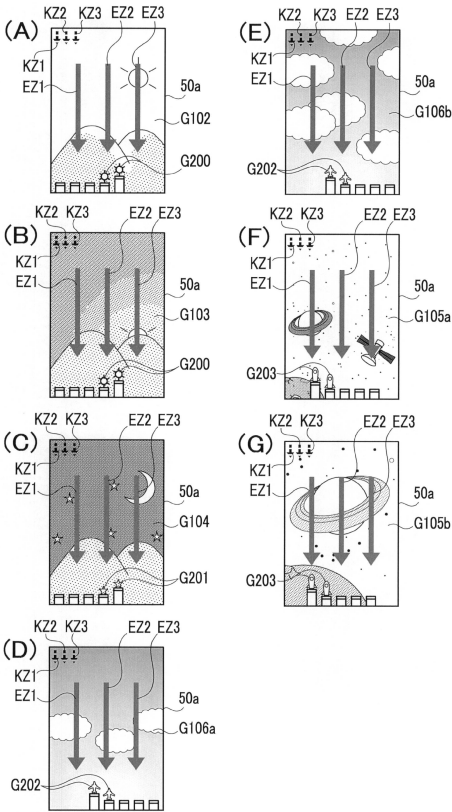 (A)
KZ2 KZ3 EZ2 EZ3
KZ1
EZ1
50a
G102
G200
(B)
KZ2 KZ3 EZ2 EZ3
KZ1
EZ1
50a
G103
G200
(C)
KZ2 KZ3 EZ2 EZ3
KZ1
EZ1
50a
G104
G201
(D)
KZ2 KZ3 EZ2 EZ3
KZ1
EZ1
50a
G106a
G202
(E)
KZ2 KZ3 EZ2 EZ3
KZ1
EZ1
50a
G106b
G202
(F)
KZ2 KZ3 EZ2 EZ3
KZ1
EZ1
50a
G105a
G203
(G)
KZ2 KZ3 EZ2 EZ3
KZ1
EZ1
50a
G105b
G203